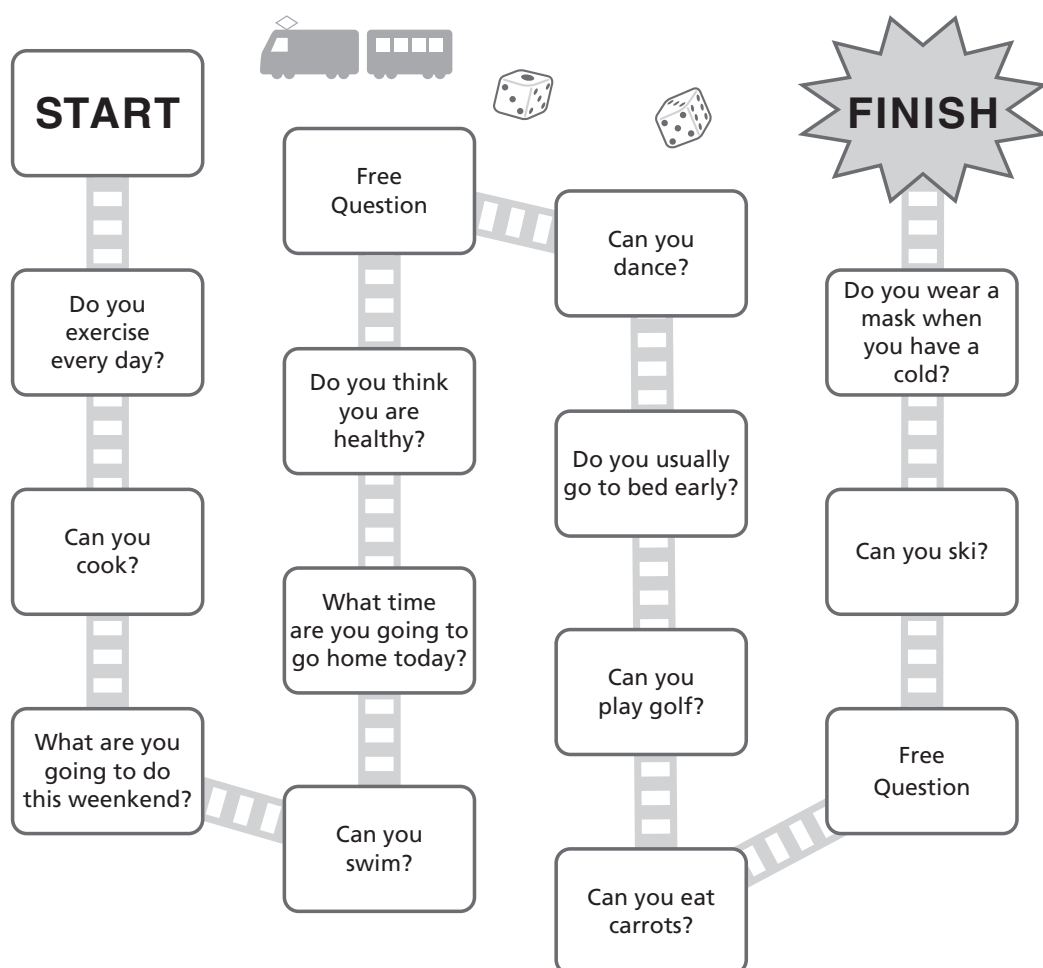 START
Do you
exercise
every day?
Can you
cook?
What are you
going to do
this weenkend?
Can you
swim?
What time
are you going to
go home today?
Do you think
you are
healthy?
Free
Question
Can you
dance?
Do you usually
go to bed early?
Can you
play golf?
Can you eat
carrots?
Free
Question
Can you ski?
Do you wear a
mask when
you have a
cold?
FINISH